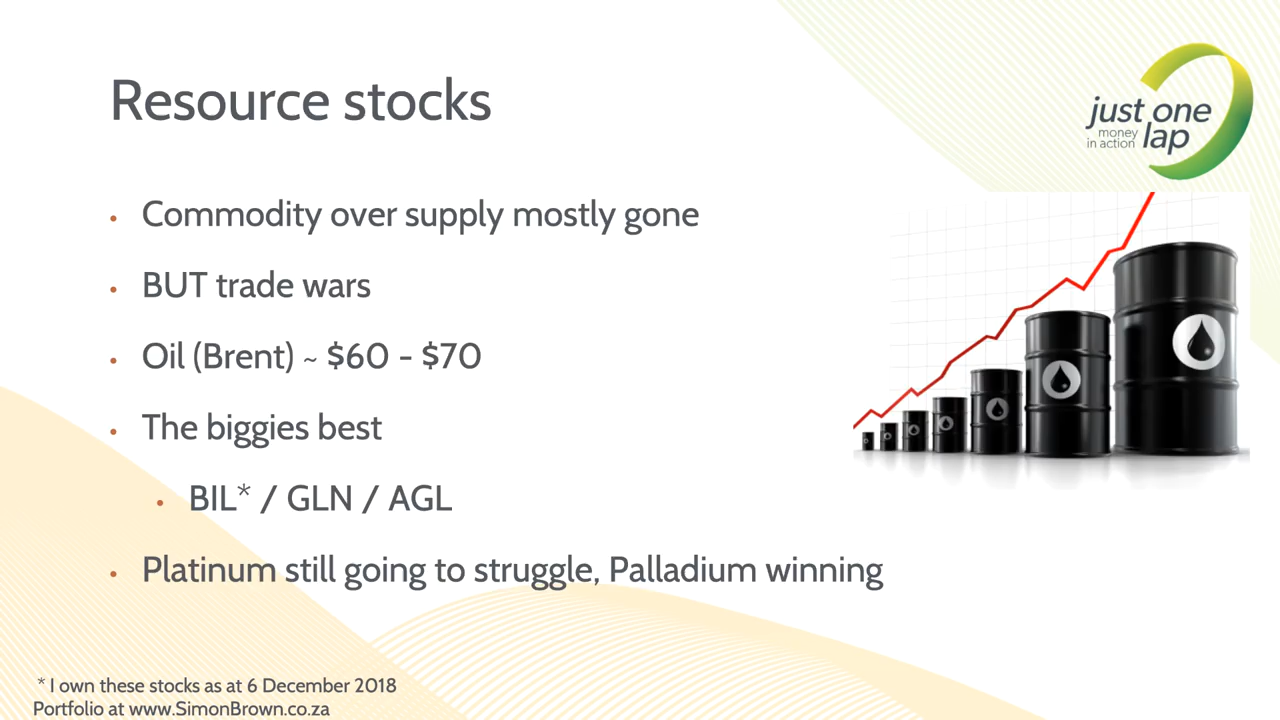 Resource stocks
just one
money
in action lap
• Commodity over supply mostly gone
• BUT trade wars
• Oil (Brent) ~ $60 - $70
• The biggies best
• BIL* / GLN / AGL
• Platinum still going to struggle, Palladium winning
* I own these stocks as at 6 December 2018
Portfolio at www.SimonBrown.co.za